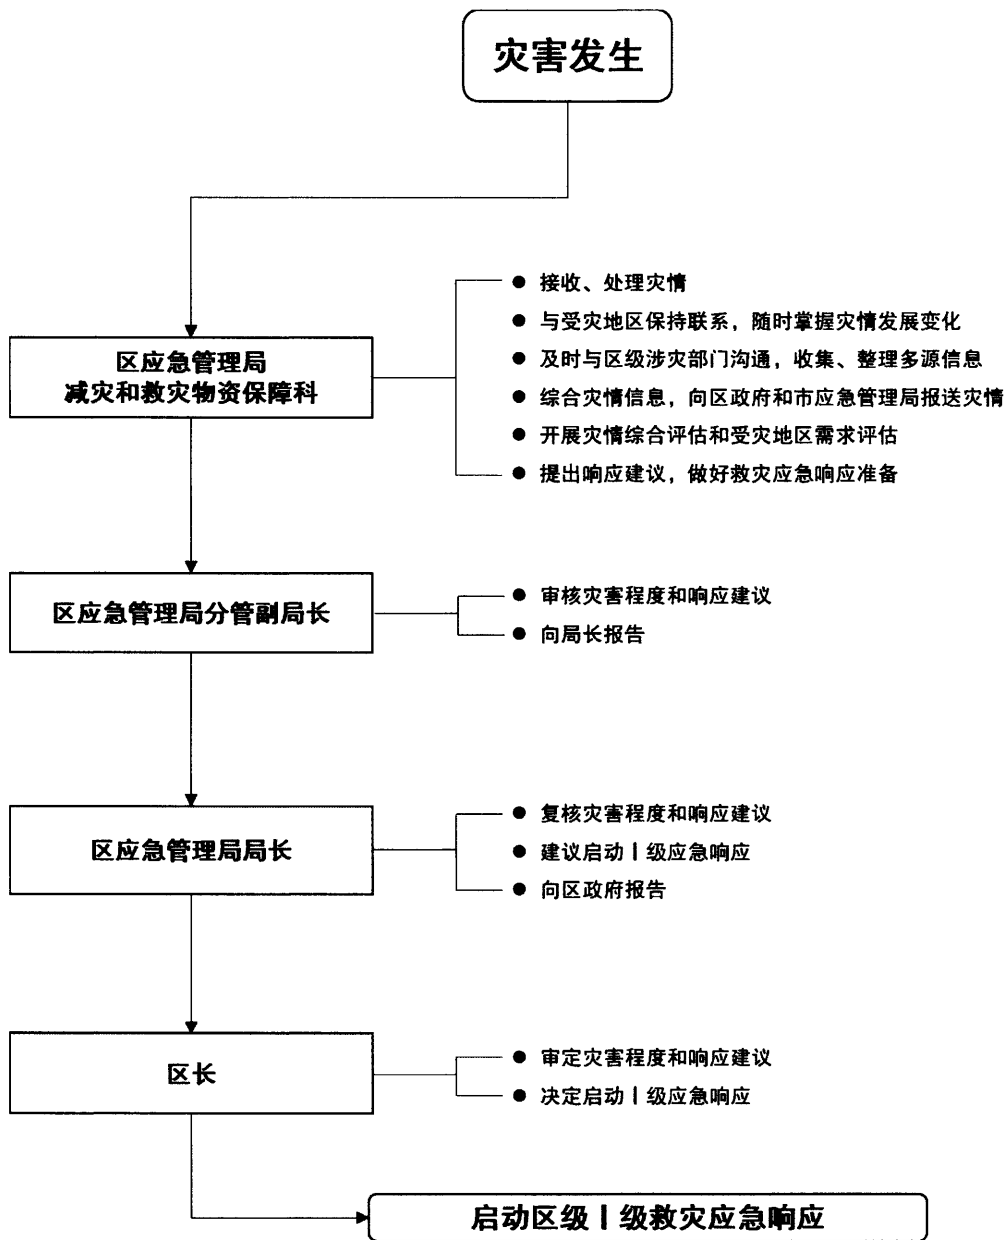 灾害发生
区应急管理局
减灾和救灾物资保障科
● 接收、处理灾情
● 与受灾地区保持联系，随时掌握灾情发展变化
● 及时与区级涉灾部门沟通，收集、整理多源信息
● 综合灾情信息，向区政府和市应急管理局报送灾情
● 开展灾情综合评估和受灾地区需求评估
● 提出响应建议，做好救灾应急响应准备
区应急管理局分管副局长
● 审核灾害程度和响应建议
● 向局长报告
区应急管理局局长
● 复核灾害程度和响应建议
● 建议启动Ⅰ级应急响应
● 向区政府报告
区长
● 审定灾害程度和响应建议
● 决定启动Ⅰ级应急响应
启动区级Ⅰ级救灾应急响应